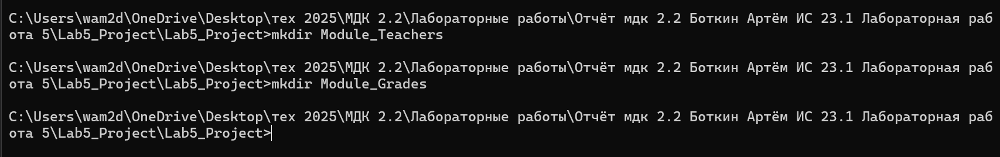 C:\Users\wam2d\OneDrive\Desktop\тех 2025\МДК 2.2\Лабораторные работы\Отчёт мдк 2.2 Боткин Артём ИС 23.1 Лабораторная раб
ота 5\Lab5_Project\Lab5_Project>mkdir Module_Teachers
C:\Users\wam2d\OneDrive\Desktop\тех 2025\МДК 2.2\Лабораторные работы\Отчёт мдк 2.2 Боткин Артём ИС 23.1 Лабораторная раб
ота 5\Lab5_Project\Lab5_Project>mkdir Module_Grades
C:\Users\wam2d\OneDrive\Desktop\тех 2025\МДК 2.2\Лабораторные работы\Отчёт мдк 2.2 Боткин Артём ИС 23.1 Лабораторная раб
ота 5\Lab5_Project\Lab5_Project>